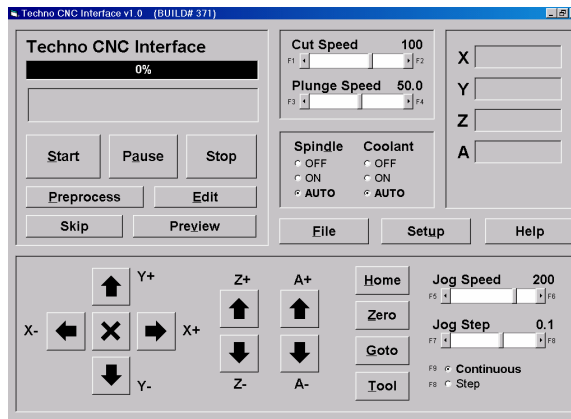 Techno CNC Interface v1.0 (BUILD# 371)
Techno CNC Interface
0%
Start Pause Stop
Preprocess Edit
Skip Preview
Cut Speed 100
F1 F2
Plunge Speed 50.0
F3 F4
Spindle Coolant
OFF OFF
ON ON
AUTO AUTO
X
Y
Z
A
File Setup Help
Y+
X- X+
Y-
Z+ A+
Z- A-
Home
Zero
Goto
Tool
Jog Speed 200
F5 F6
Jog Step 0.1
F7 F8
F9 Continuous
F8 Step